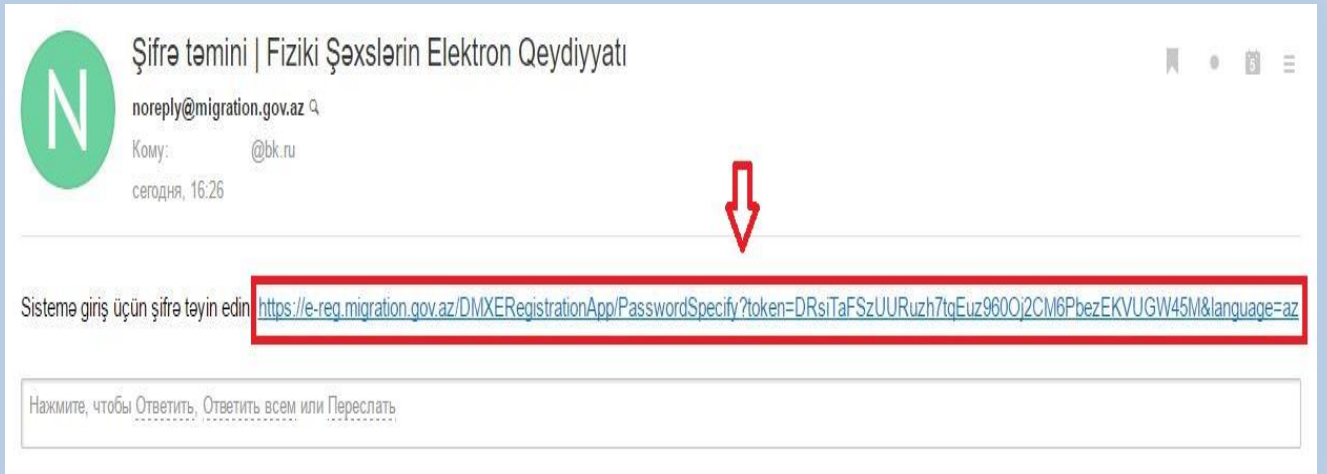 N
Şifrə təmini | Fiziki Şəxslərin Elektron Qeydiyyatı
5
noreply@migration.gov.az
Кому: @bk.ru
сегодня, 16:26
Sistemə giriş üçün şifrə təyin edin https://e-reg.migration.gov.az/DMXERegistrationApp/PasswordSpecify?token=DRsiTaFSzUURuzh7tqEuz960Oj2CM6PbezEKVUGW45M&language=az
Нажмите, чтобы Ответить, Ответить всем или Переслать